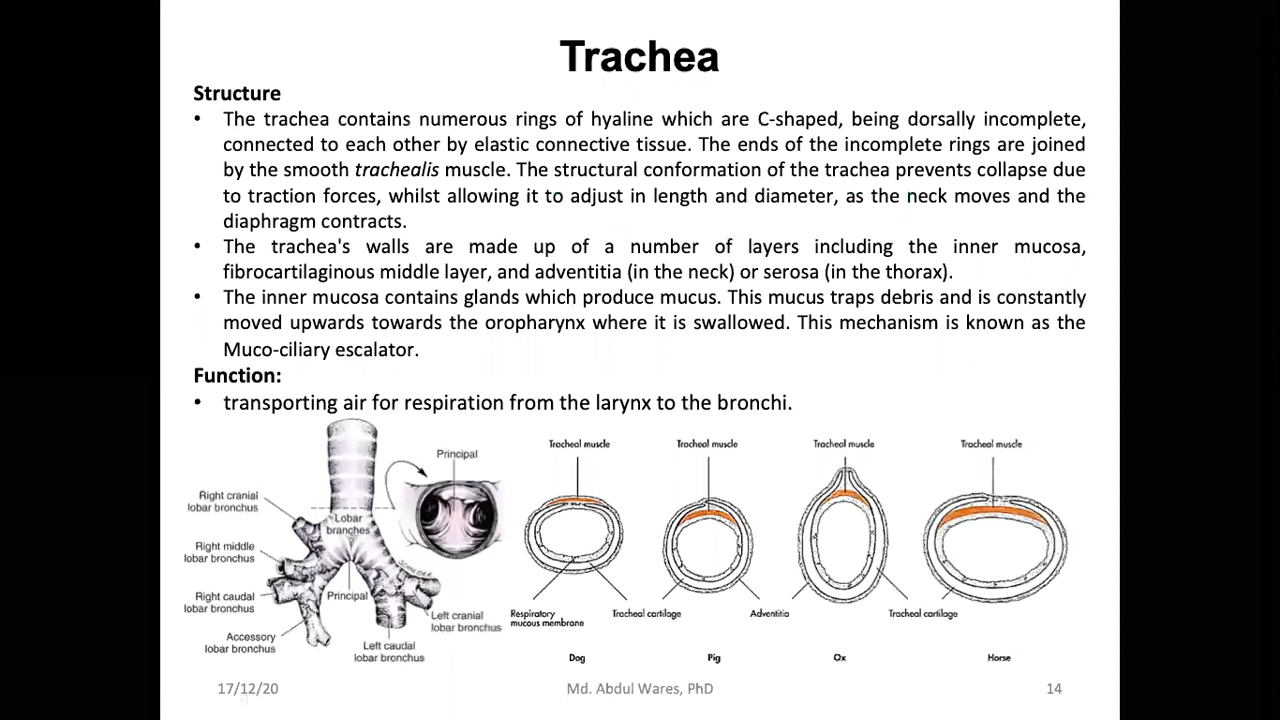 Trachea
Structure
• The trachea contains numerous rings of hyaline which are C-shaped, being dorsally incomplete,
connected to each other by elastic connective tissue. The ends of the incomplete rings are joined
by the smooth trachealis muscle. The structural conformation of the trachea prevents collapse due
to traction forces, whilst allowing it to adjust in length and diameter, as the neck moves and the
diaphragm contracts.
• The trachea's walls are made up of a number of layers including the inner mucosa,
fibrocartilaginous middle layer, and adventitia (in the neck) or serosa (in the thorax).
• The inner mucosa contains glands which produce mucus. This mucus traps debris and is constantly
moved upwards towards the oropharynx where it is swallowed. This mechanism is known as the
Muco-ciliary escalator.
Function:
• transporting air for respiration from the larynx to the bronchi.
Right cranial
lobar bronchus
Right middle
lobar bronchus
Right caudal
lobar bronchus
Accessory
lobar bronchus
Lobar
branches
Principal
Principal
Left cranial
lobar bronchus
Left caudal
lobar bronchus
Tracheal muscle
Tracheal muscle
Tracheal muscle
Tracheal muscle
Respiratory
mucous membrane
Tracheal cartilage
Adventitia
Tracheal cartilage
Dog
Pig
Ox
Horse
17/12/20
Md. Abdul Wares, PhD
14